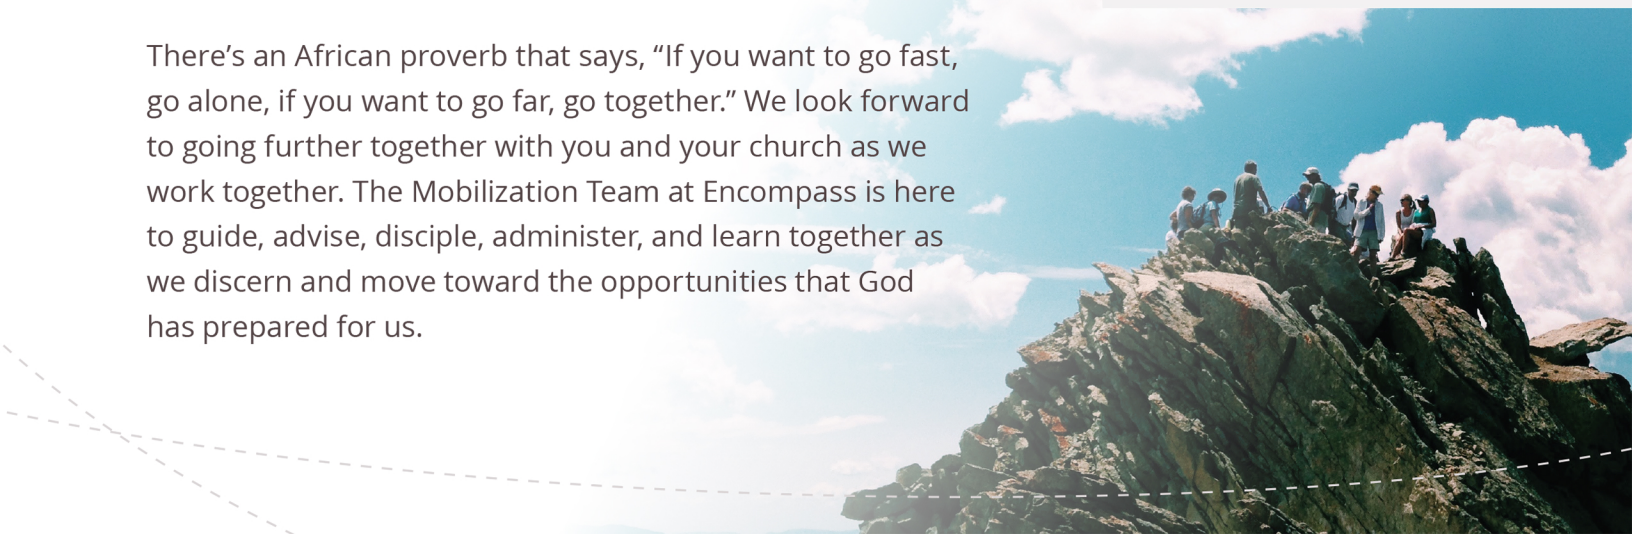 There’s an African proverb that says, “If you want to go fast,
go alone, if you want to go far, go together.” We look forward
to going further together with you and your church as we
work together. The Mobilization Team at Encompass is here
to guide, advise, disciple, administer, and learn together as
we discern and move toward the opportunities that God
has prepared for us.